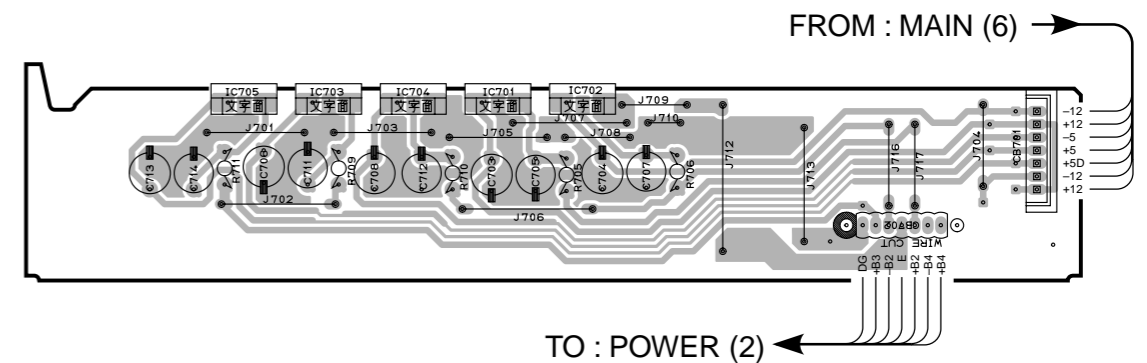 FROM : MAIN (6)
IC705
文字面
IC703
文字面
IC704
文字面
IC701
文字面
IC702
文字面
J709
J707
J710
J701
J703
J705
J708
J712
J713
J716
J717
J704
CB701
−12
+12
−5
+5
+5D
−12
+12
C713
C714
R711
C706
C711
R709
C708
C712
R710
C703
C705
R705
C704
C707
R706
J702
J706
CB702
WIRE CUT
DG
+B3
−B2
E
+B2
−B4
+B4
TO : POWER (2)